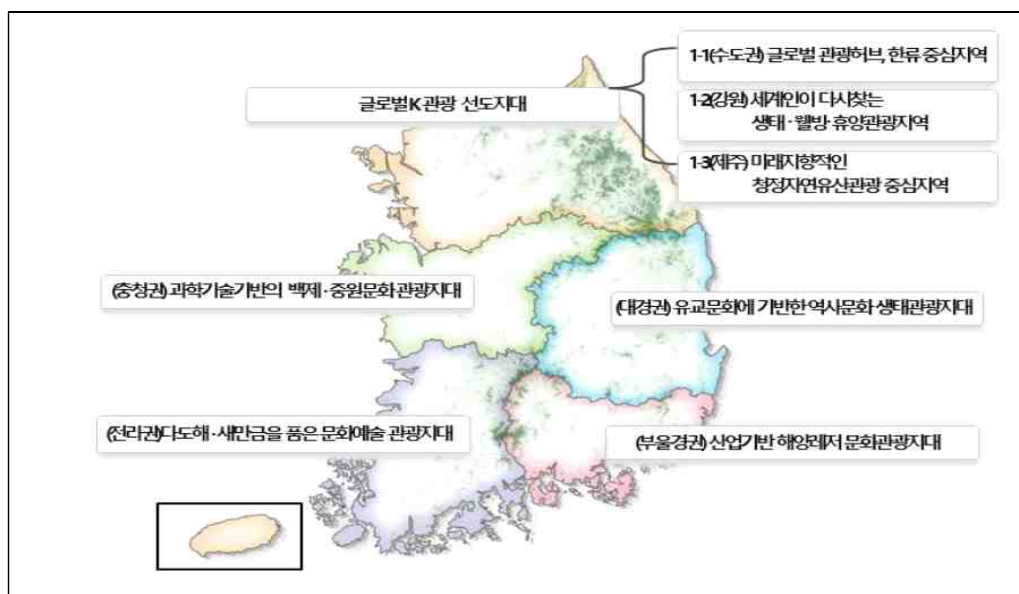 1-1(수도권) 글로벌 관광허브, 한류 중심지역
글로벌 K 관광 선도지대
1-2(강원) 세계인이 다시찾는
생태·웰빙·휴양관광지역
1-3(제주) 미래지향적인
청정자연유산관광 중심지역
(충청권) 과학기술기반의 백제·중원문화 관광지대
(대경권) 유교문화에 기반한 역사문화 생태관광지대
(전라권)다도해·새만금을 품은 문화예술 관광지대
(부울경권) 산업기반 해양레저 문화관광지대